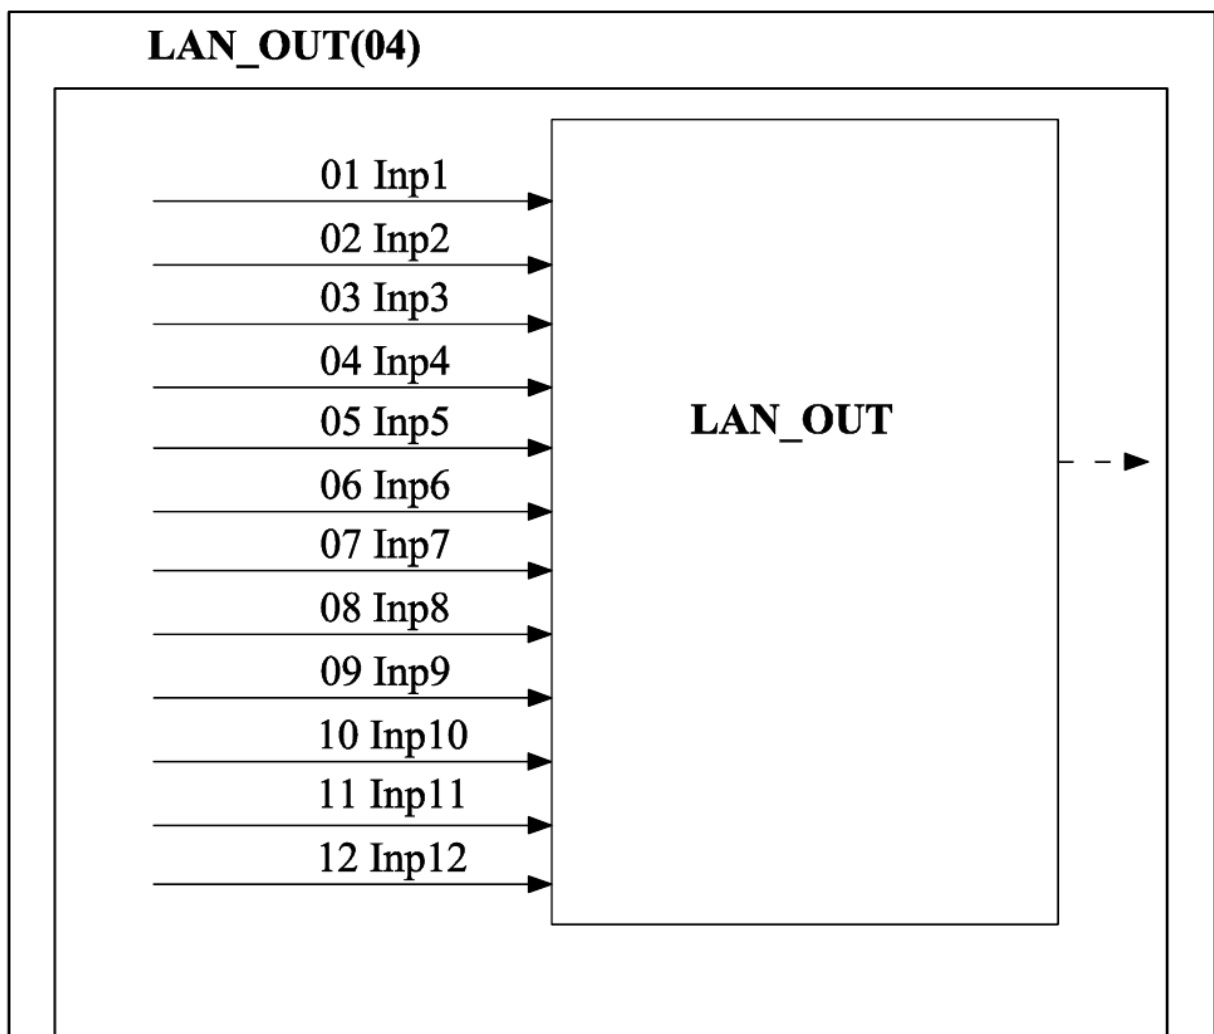 LAN_OUT(04)
01 Inp1
02 Inp2
03 Inp3
04 Inp4
05 Inp5
06 Inp6
07 Inp7
08 Inp8
09 Inp9
10 Inp10
11 Inp11
12 Inp12
LAN_OUT